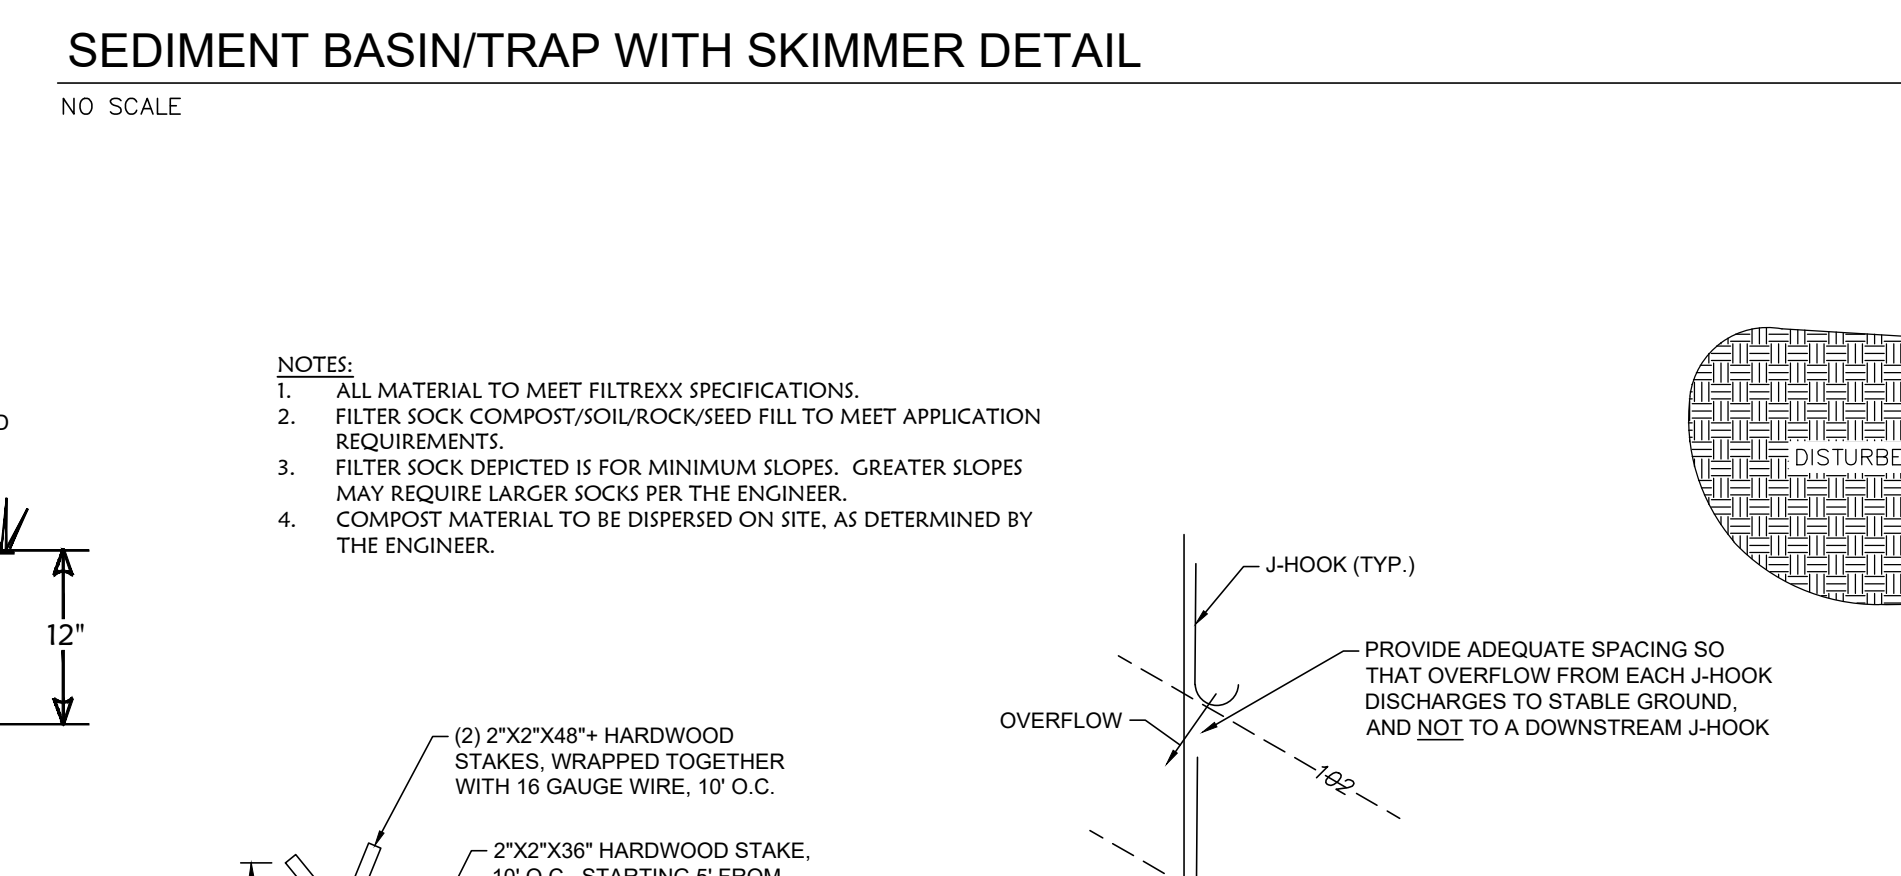 SEDIMENT BASIN/TRAP WITH SKIMMER DETAIL
NO SCALE
NOTES:
1. ALL MATERIAL TO MEET FILTREXX SPECIFICATIONS.
2. FILTER SOCK COMPOST/SOIL/ROCK/SEED FILL TO MEET APPLICATION
REQUIREMENTS.
3. FILTER SOCK DEPICTED IS FOR MINIMUM SLOPES. GREATER SLOPES
MAY REQUIRE LARGER SOCKS PER THE ENGINEER.
4. COMPOST MATERIAL TO BE DISPERSED ON SITE, AS DETERMINED BY
THE ENGINEER.
DISTURBE
12"
J-HOOK (TYP.)
PROVIDE ADEQUATE SPACING SO
THAT OVERFLOW FROM EACH J-HOOK
DISCHARGES TO STABLE GROUND,
AND NOT TO A DOWNSTREAM J-HOOK
OVERFLOW
102
(2) 2"X2"X48"+ HARDWOOD
STAKES, WRAPPED TOGETHER
WITH 16 GAUGE WIRE, 10' O.C.
2"X2"X36" HARDWOOD STAKE,
10' O.C., STARTING 5' FROM